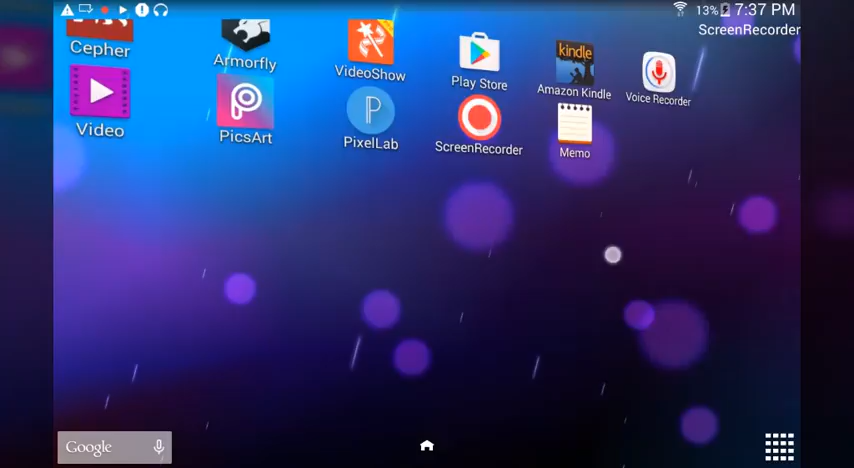 13% 7:37 PM
ScreenRecorder
Cepher
Armorfly
VideoShow
Play Store
kindle
Amazon Kindle
Voice Recorder
Video
PicsArt
PixelLab
ScreenRecorder
Memo
Google